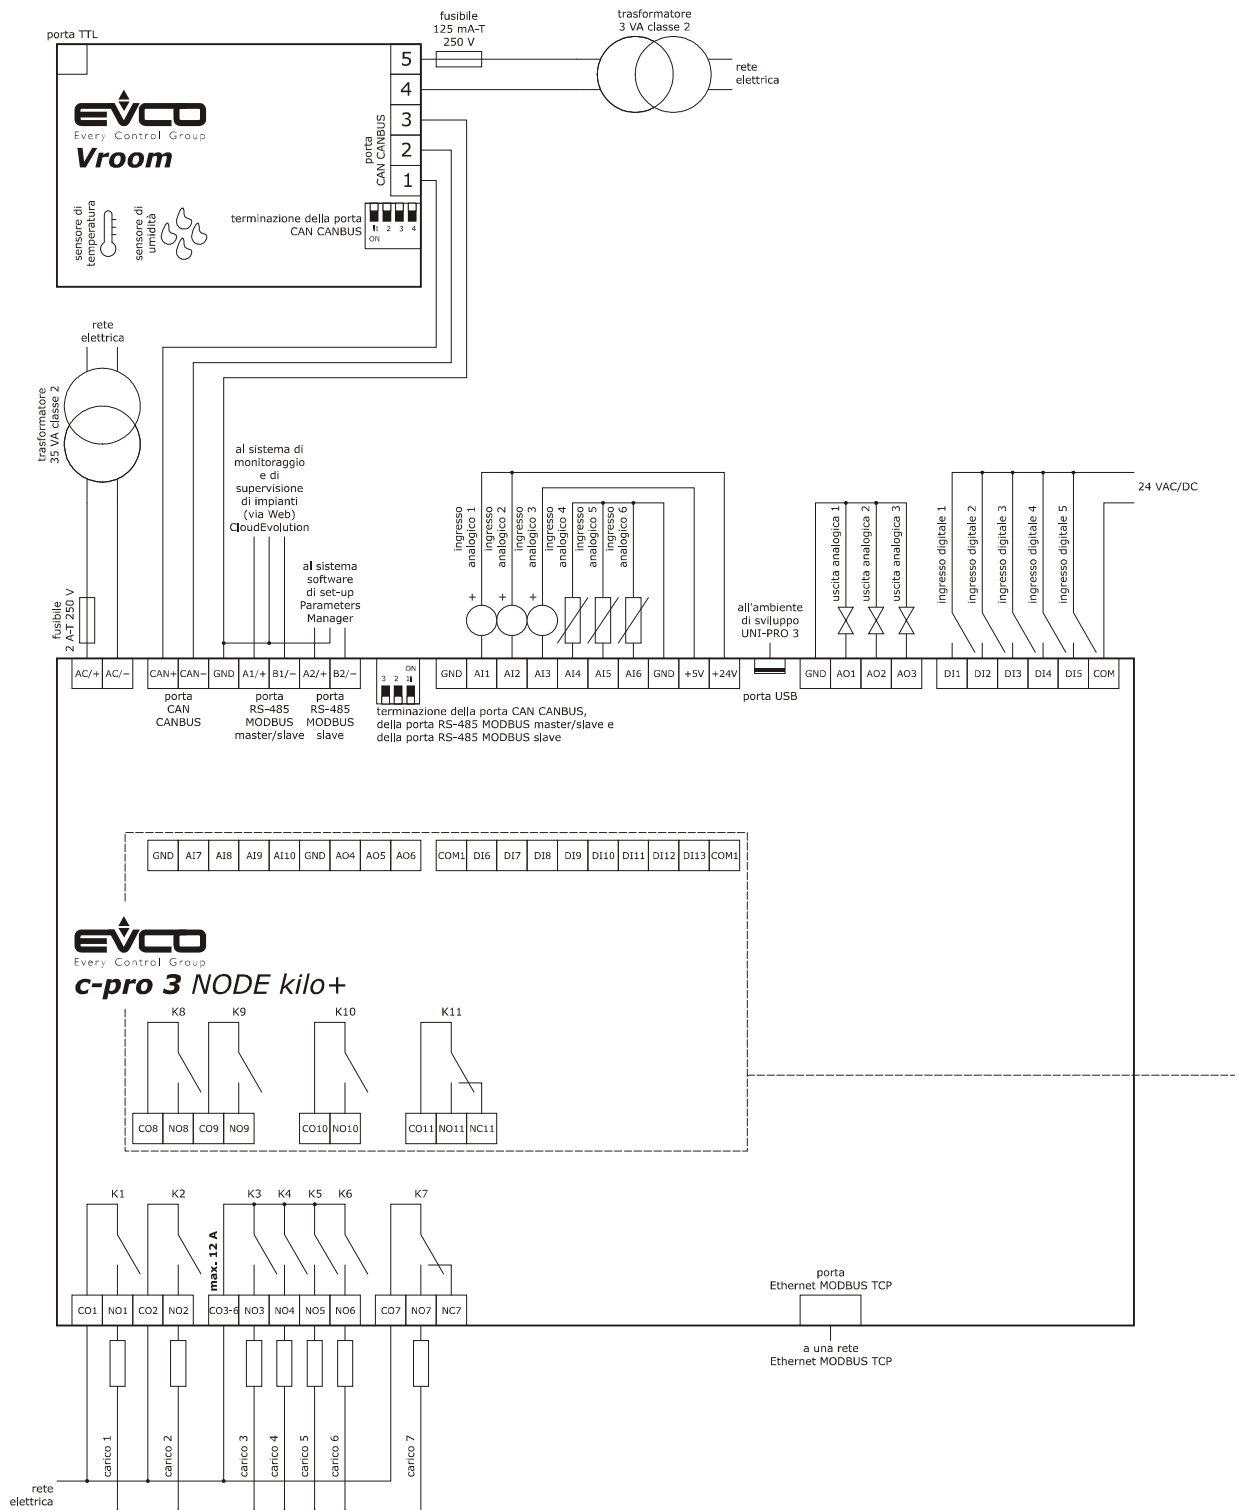 fusibile
125 mA-T
250 V
trasformatore
3 VA classe 2
rete
elettrica
porta TTL
5
4
3
2
1
porta
CAN CANBUS
EVCO
Every Control Group
Vroom
sensore di
temperatura
sensore di
umidità
terminazione della porta
CAN CANBUS
1 2 3 4
ON
rete
elettrica
trasformatore
35 VA classe 2
fusibile
2 A-T 250 V
al sistema di
monitoraggio
e di
supervisione
di impianti
(via Web)
CloudEvolution
al sistema
software
di set-up
Parameters
Manager
ingresso
analogico 1
ingresso
analogico 2
ingresso
analogico 3
ingresso
analogico 4
ingresso
analogico 5
ingresso
analogico 6
+ + +
all'ambiente
di sviluppo
UNI-PRO 3
uscita analogica 1
uscita analogica 2
uscita analogica 3
ingresso digitale 1
ingresso digitale 2
ingresso digitale 3
ingresso digitale 4
ingresso digitale 5
24 VAC/DC
AC/+ AC/− CAN+ CAN− GND A1/+ B1/− A2/+ B2/−
ON
3 2 1
GND AI1 AI2 AI3 AI4 AI5 AI6 GND +5V +24V
GND AO1 AO2 AO3
DI1 DI2 DI3 DI4 DI5 COM
porta
CAN
CANBUS
porta
RS-485
MODBUS
master/slave
porta
RS-485
MODBUS
slave
terminazione della porta CAN CANBUS,
della porta RS-485 MODBUS master/slave e
della porta RS-485 MODBUS slave
porta USB
GND AI7 AI8 AI9 AI10 GND AO4 AO5 AO6
COM1 DI6 DI7 DI8 DI9 DI10 DI11 DI12 DI13 COM1
EVCO
Every Control Group
c-pro 3 NODE kilo+
K8 K9 K10 K11
CO8 NO8 CO9 NO9 CO10 NO10 CO11 NO11 NC11
K1 K2 K3 K4 K5 K6 K7
max. 12 A
CO1 NO1 CO2 NO2 CO3-6 NO3 NO4 NO5 NO6 CO7 NO7 NC7
porta
Ethernet MODBUS TCP
a una rete
Ethernet MODBUS TCP
carico 1
carico 2
carico 3
carico 4
carico 5
carico 6
carico 7
rete
elettrica